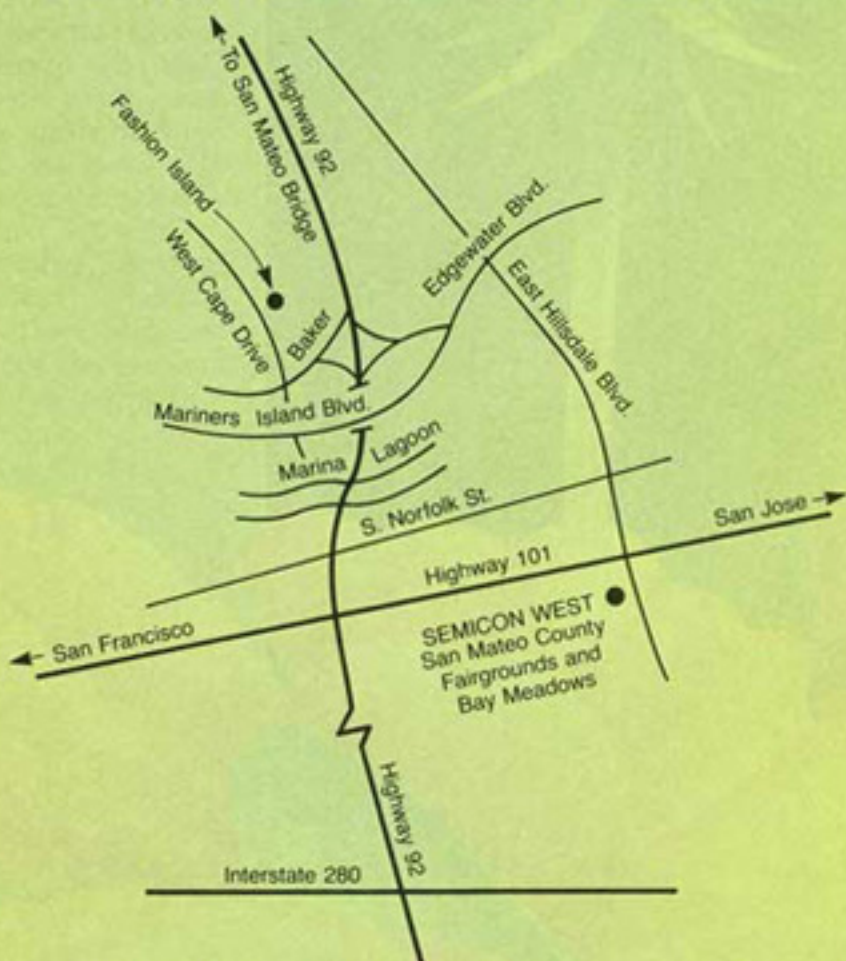 To San Mateo Bridge
Highway 92
Fashion Island
West Cape Drive
Baker
Edgewater Blvd.
East Hillsdale Blvd.
Mariners Island Blvd.
Marina Lagoon
S. Norfolk St.
San Jose
Highway 101
San Francisco
SEMICON WEST
San Mateo County
Fairgrounds and
Bay Meadows
Highway 92
Interstate 280